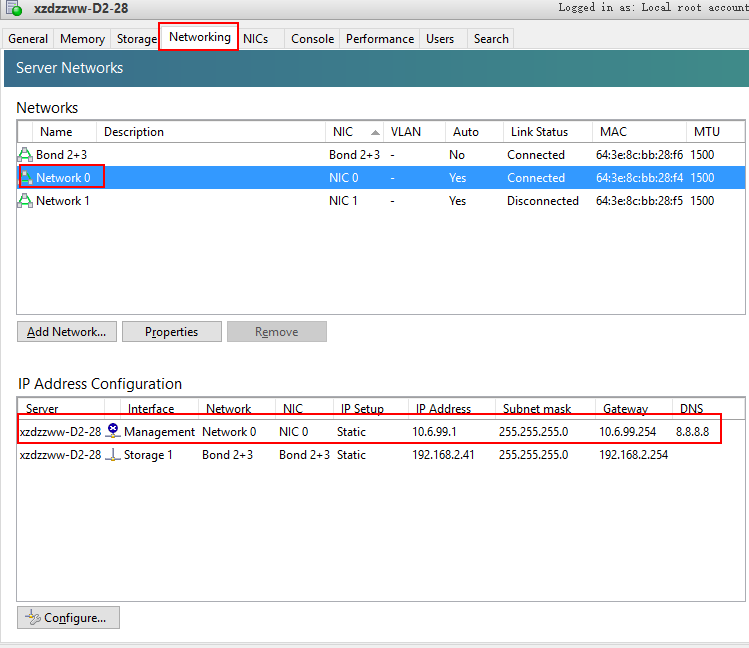 xzdzzww-D2-28 Logged in as: Local root account
General Memory Storage Networking NICs Console Performance Users Search
Server Networks
Networks
Name Description NIC VLAN Auto Link Status MAC MTU
Bond 2+3 Bond 2+3 - No Connected 64:3e:8c:bb:28:f6 1500
Network 0 NIC 0 - Yes Connected 64:3e:8c:bb:28:f4 1500
Network 1 NIC 1 - Yes Disconnected 64:3e:8c:bb:28:f5 1500
Add Network... Properties Remove
IP Address Configuration
Server Interface Network NIC IP Setup IP Address Subnet mask Gateway DNS
xzdzzww-D2-28 Management Network 0 NIC 0 Static 10.6.99.1 255.255.255.0 10.6.99.254 8.8.8.8
xzdzzww-D2-28 Storage 1 Bond 2+3 Bond 2+3 Static 192.168.2.41 255.255.255.0 192.168.2.254
Configure...